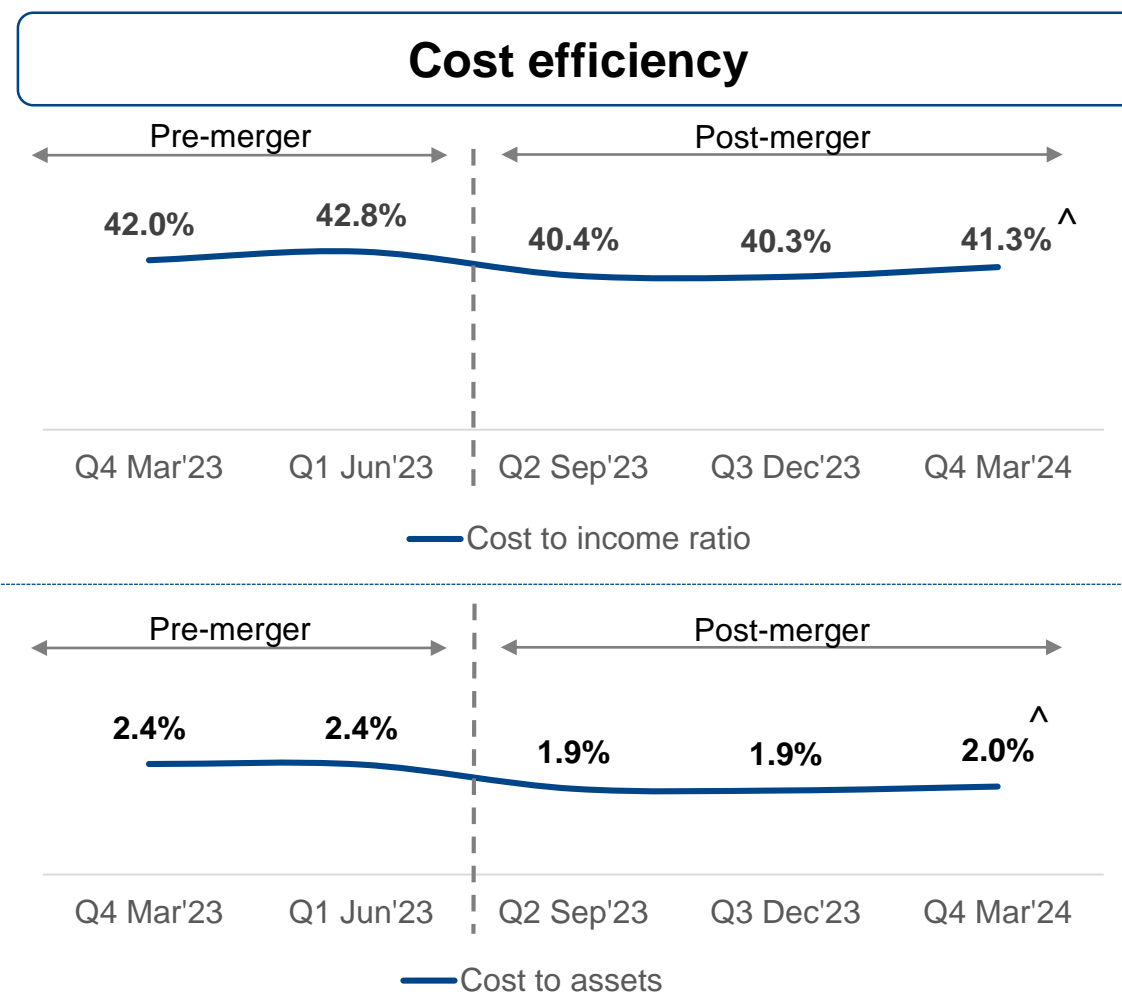 Cost efficiency
Pre-merger Post-merger
42.0% 42.8% 40.4% 40.3% 41.3%^
Q4 Mar'23 Q1 Jun'23 Q2 Sep'23 Q3 Dec'23 Q4 Mar'24
Cost to income ratio
Pre-merger Post-merger
2.4% 2.4% 1.9% 1.9% 2.0%^
Q4 Mar'23 Q1 Jun'23 Q2 Sep'23 Q3 Dec'23 Q4 Mar'24
Cost to assets